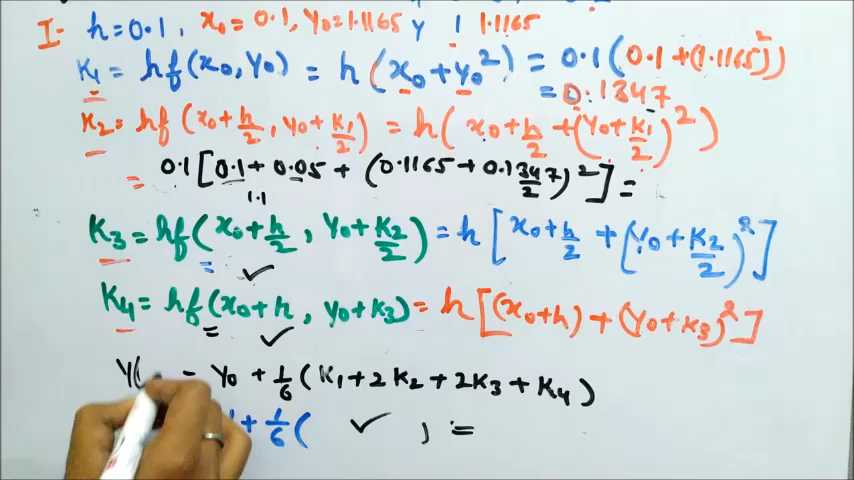 I- h=0.1, x₀=0.1, y₀=1.1165 y 1 1.1165
K₁ = hf(x₀,y₀) = h(x₀+y₀²) = 0.1(0.1+(1.1165)²)
= 0.1347
K₂= hf(x₀+h/2, y₀+K₁/2) = h(x₀+h/2+(y₀+K₁/2)²)
= 0.1[0.1+0.05+(0.1165+0.1347/2)²] =
1.1
K₃=hf(x₀+h/2, y₀+K₂/2)=h[x₀+h/2+(y₀+K₂/2)²]
✓
K₄=hf(x₀+h, y₀+K₃)=h[(x₀+h)+(y₀+K₃)²]
= ✓
y( = y₀+1/6(K₁+2K₂+2K₃+K₄)
+1/6( ✓ ) =